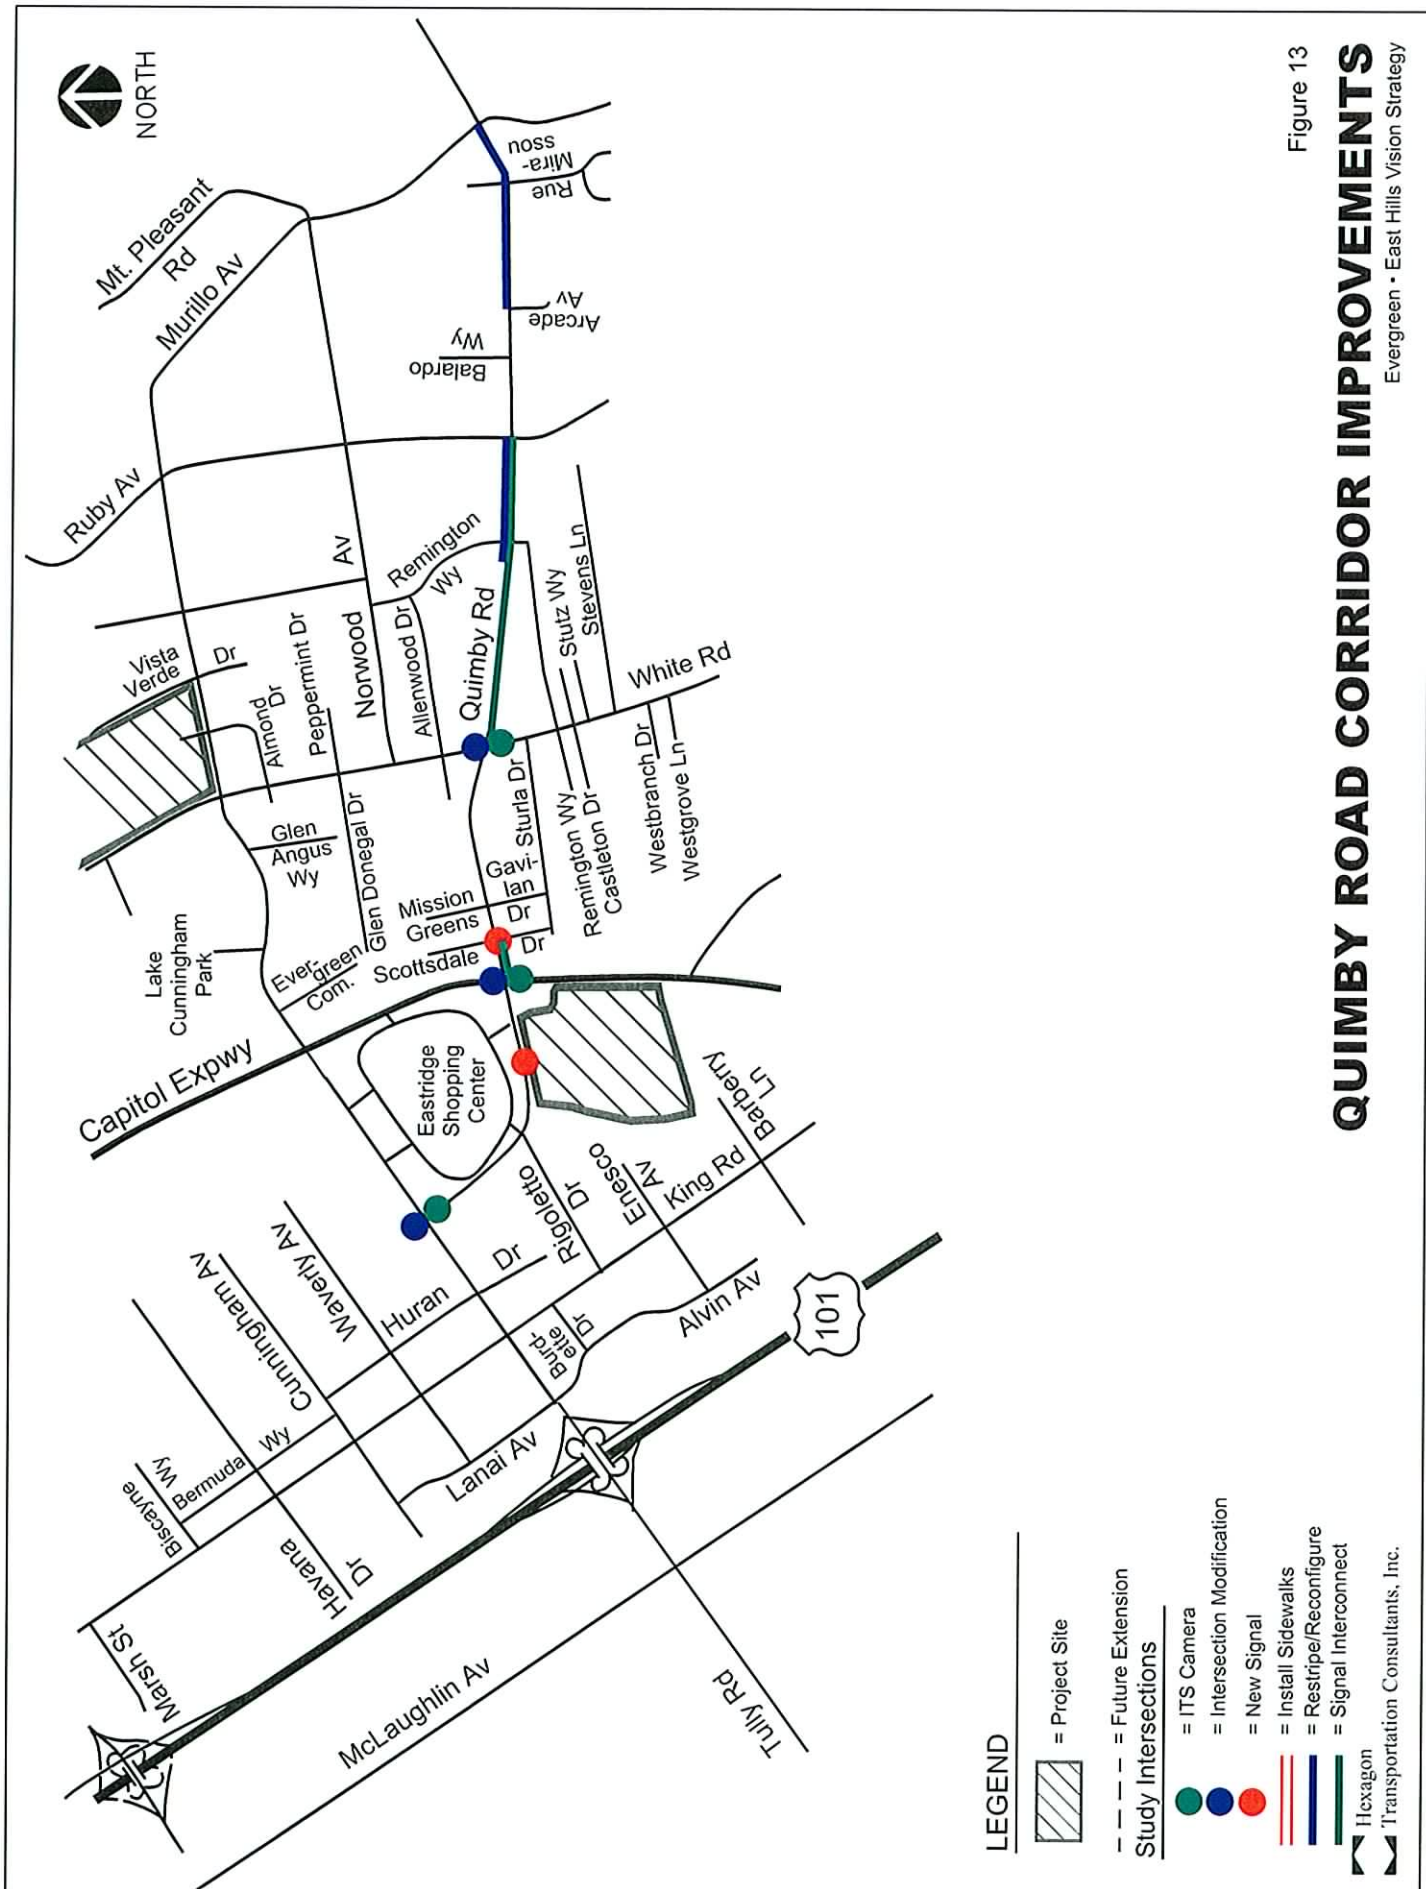 NORTH
Mt. Pleasant
Rd
Murillo Av
Ruby Av
Rue
Mira-
ssou
Arcade
Av
Balardo
Wy
Av
Norwood
Remington
Wy
Allenwood Dr
Quimby Rd
Stutz Wy
Stevens Ln
White Rd
Vista
Verde
Dr
Almond
Dr
Peppermint Dr
Glen
Angus
Wy
Glen Donegal Dr
Mission
Greens
Gavi-
lan
Dr
Sturla Dr
Remington Wy
Castleton Dr
Westbranch Dr
Westgrove Ln
Lake
Cunningham
Park
Ever-
green
Com.
Scottsdale
Dr
Capitol Expwy
Eastridge
Shopping
Center
Barberry
Ln
Enesco
Av
King Rd
Rigoletto
Dr
Waverly Av
Cunningham Av
Huran
Dr
Burd-
ette
Dr
Alvin Av
101
Biscayne
Wy
Bermuda
Wy
Lanai Av
Havana
Dr
Marsh St
McLaughlin Av
Tully Rd
LEGEND
= Project Site
= Future Extension
Study Intersections
= ITS Camera
= Intersection Modification
= New Signal
= Install Sidewalks
= Restripe/Reconfigure
= Signal Interconnect
Hexagon
Transportation Consultants, Inc.
Figure 13
QUIMBY ROAD CORRIDOR IMPROVEMENTS
Evergreen • East Hills Vision Strategy